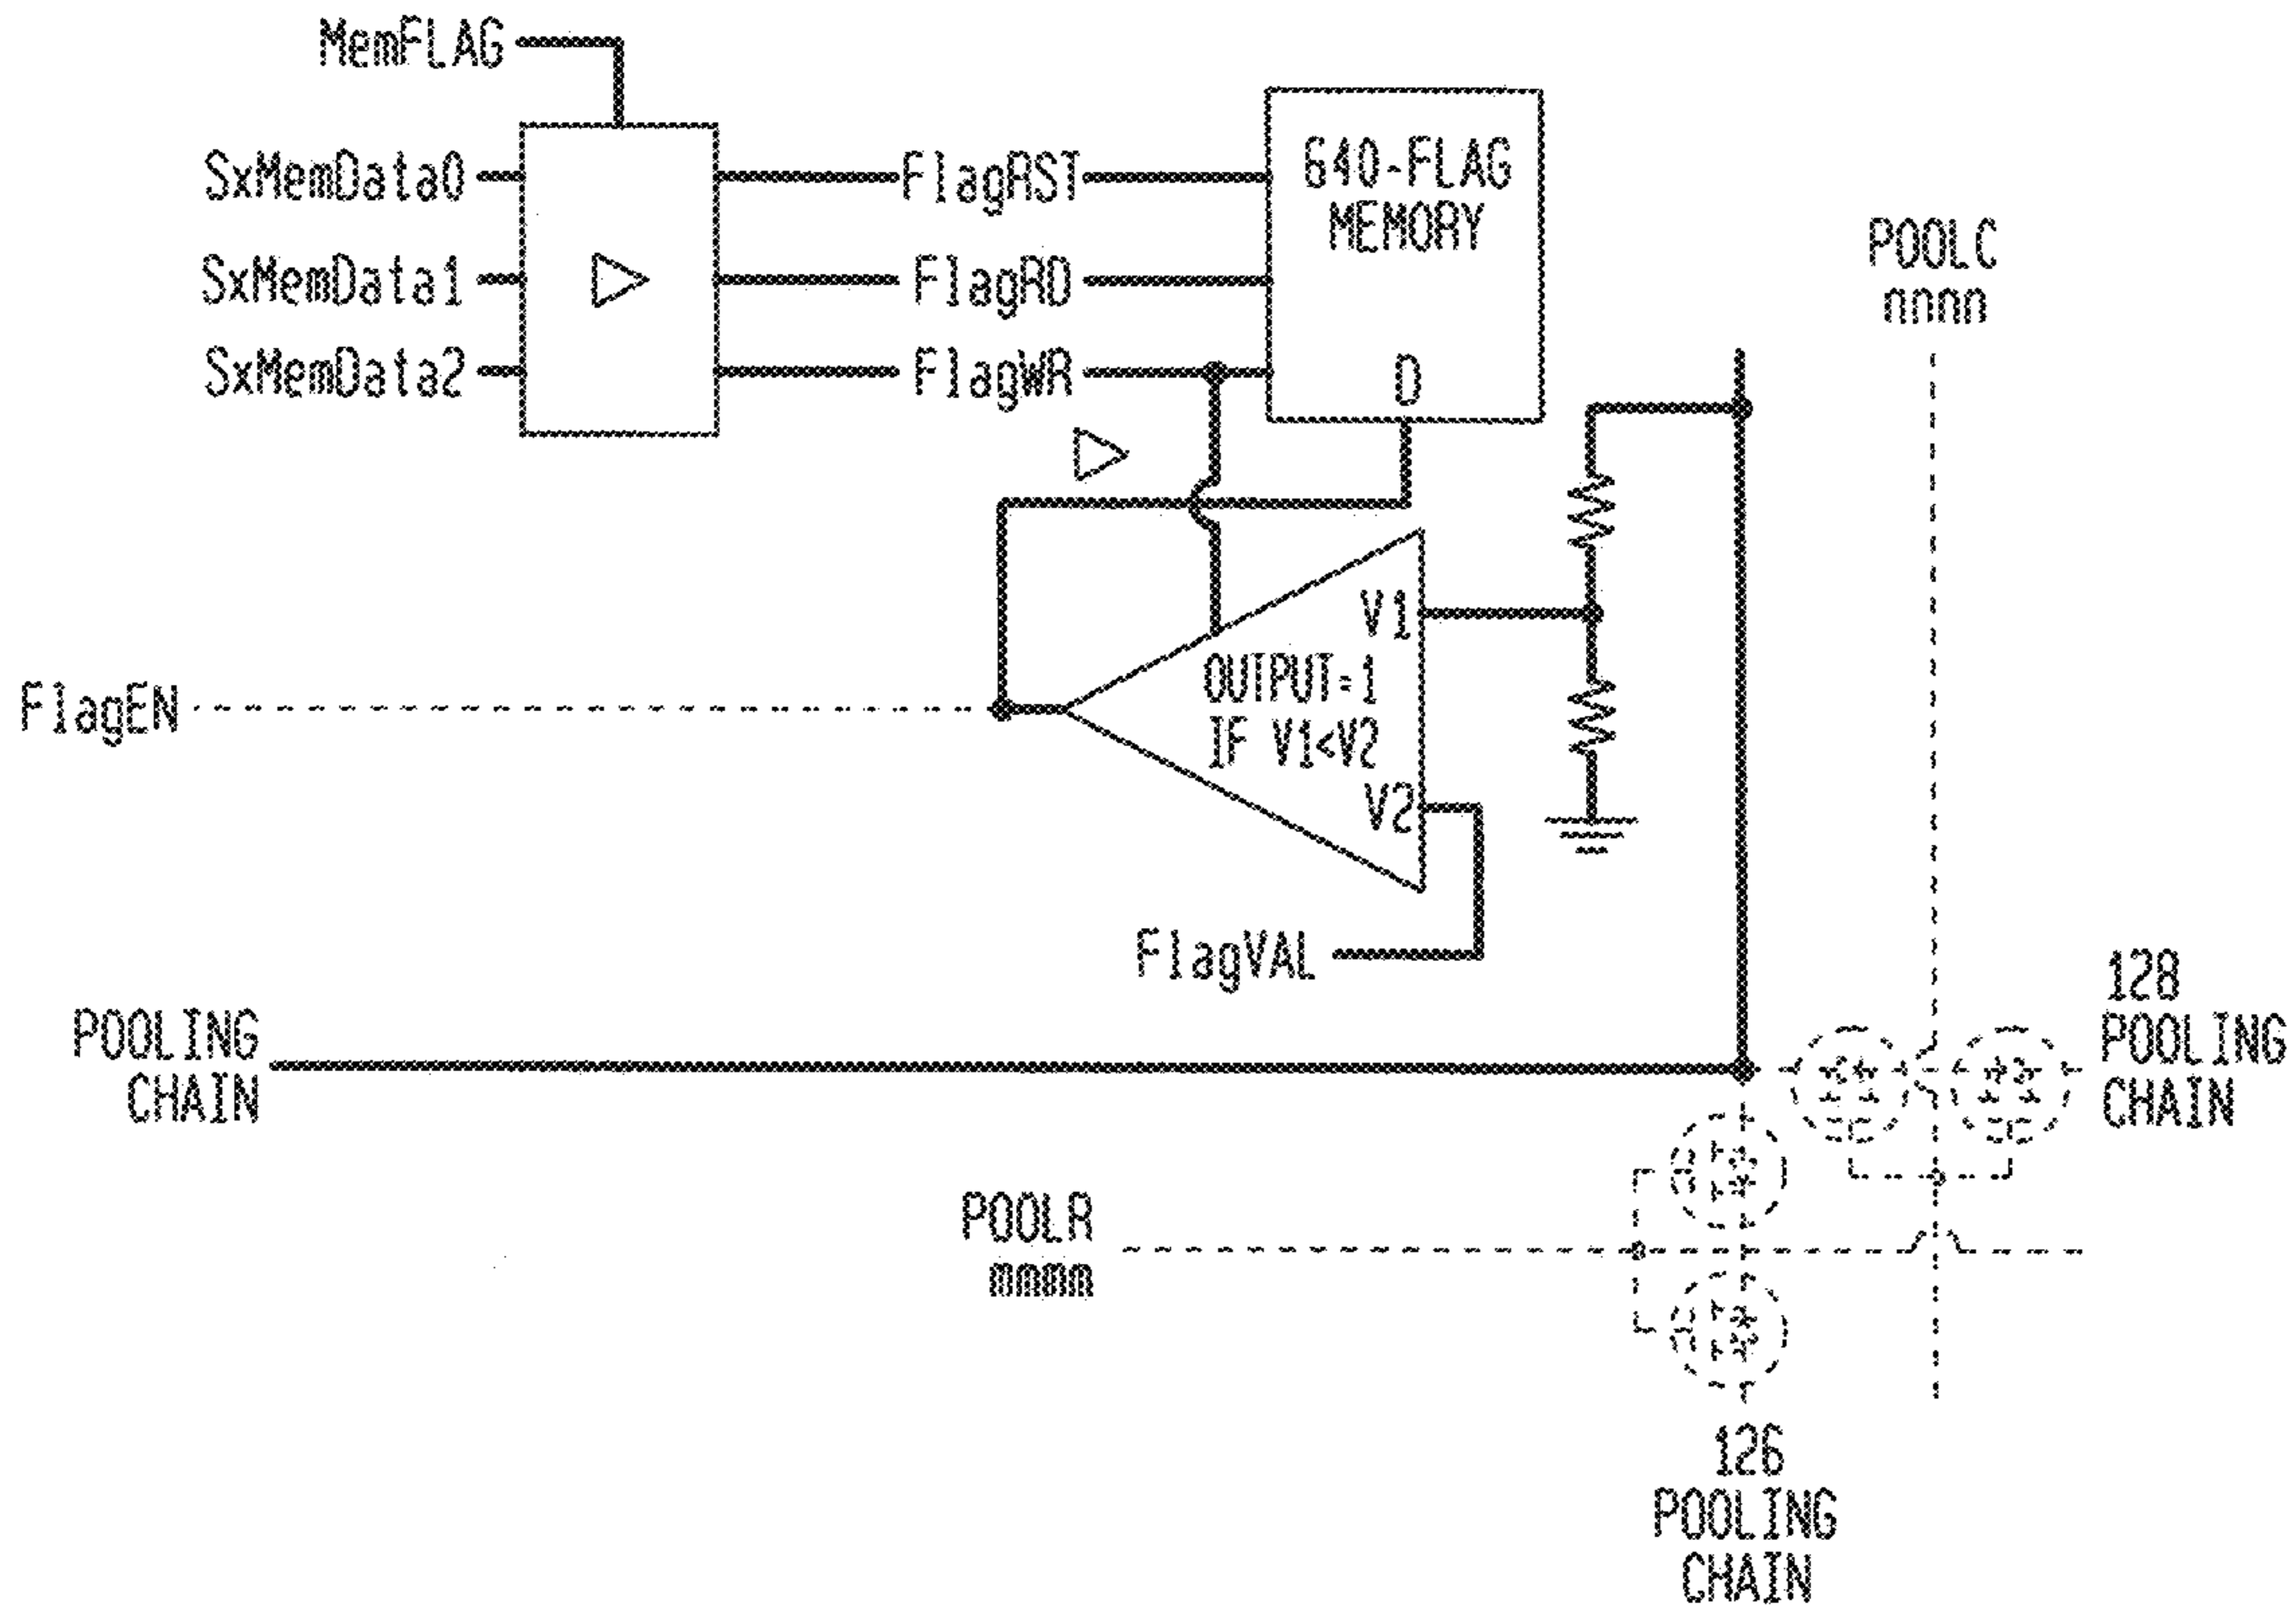 MemFLAG
SxMemData0
FlagRST
640-FLAG
MEMORY
SxMemData1
FlagRD
SxMemData2
FlagWR
D
POOLC
nnnn
V1
OUTPUT=1
IF V1<V2
V2
FlagEN
FlagVAL
POOLING
CHAIN
128
POOLING
CHAIN
POOLR
mmmm
126
POOLING
CHAIN